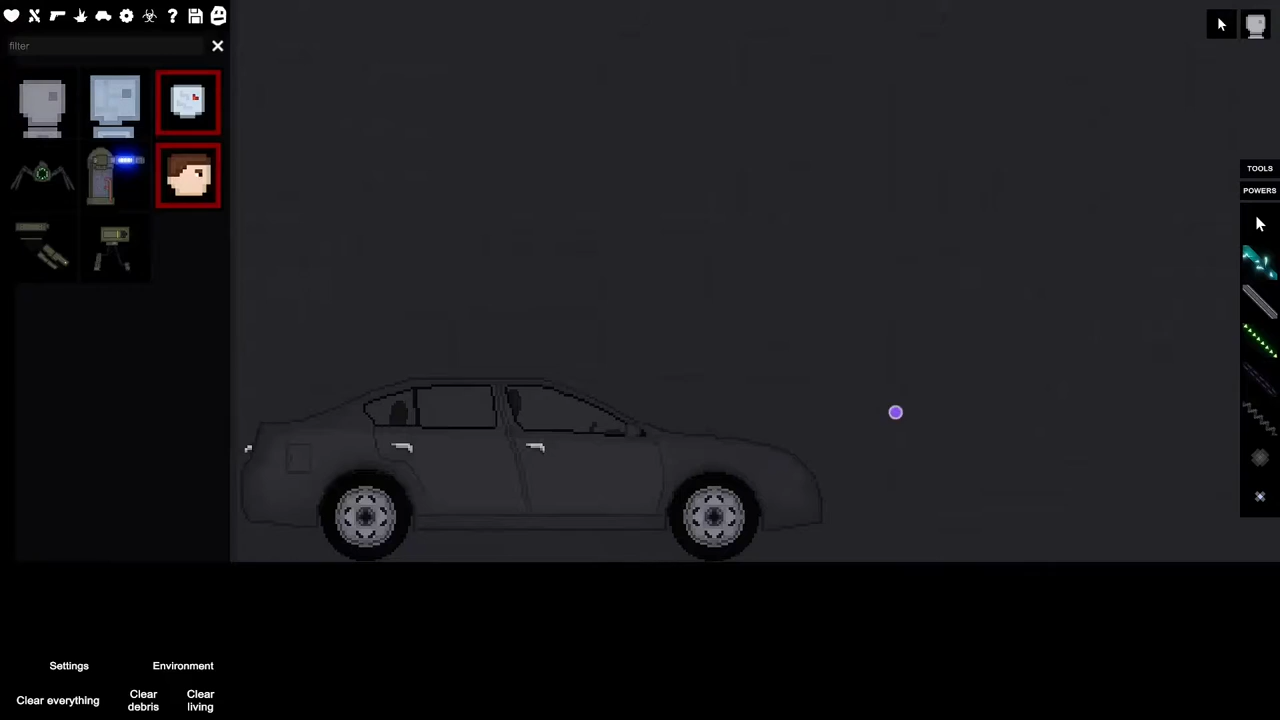 filter
TOOLS
POWERS
Settings
Environment
Clear everything
Clear
debris
Clear
living